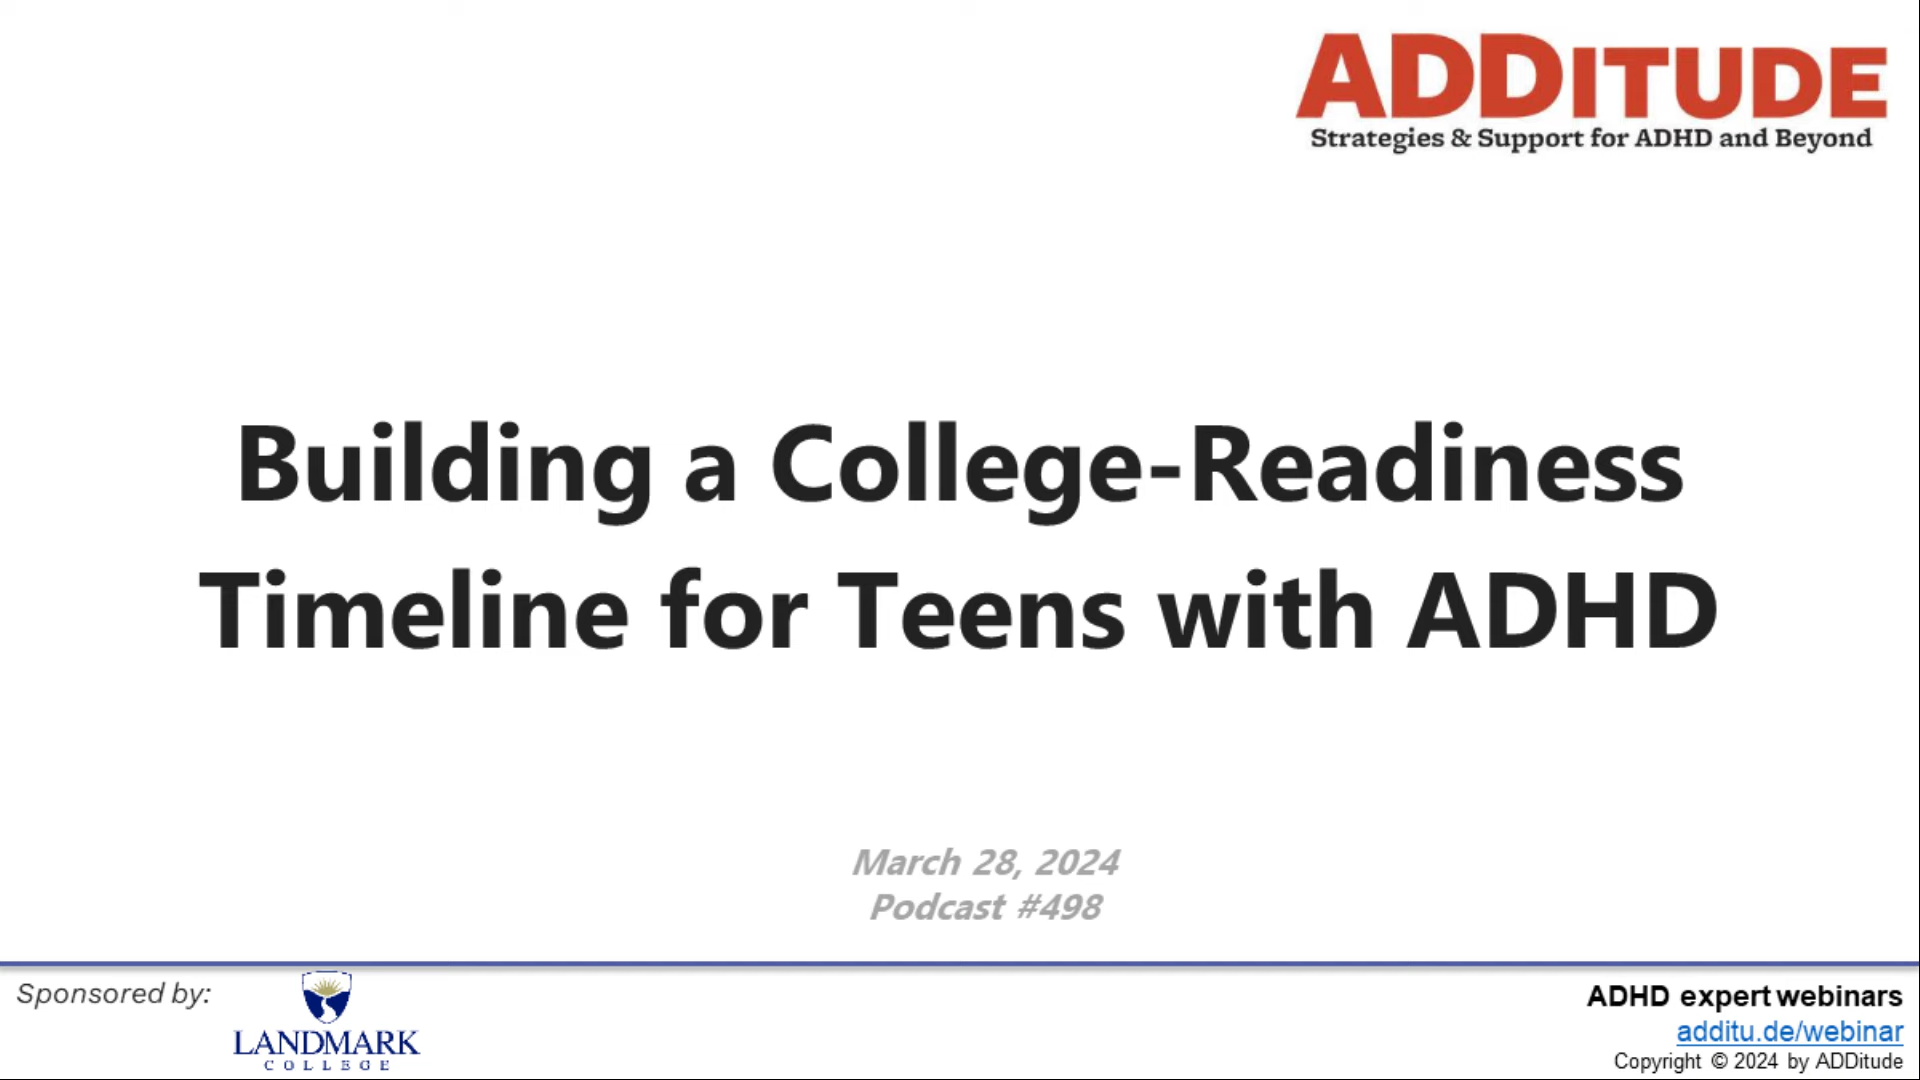 ADDITUDE
Strategies & Support for ADHD and Beyond
Building a College-Readiness
Timeline for Teens with ADHD
March 28, 2024
Podcast #498
Sponsored by:
LANDMARK
COLLEGE
ADHD expert webinars
additu.de/webinar
Copyright © 2024 by ADDitude